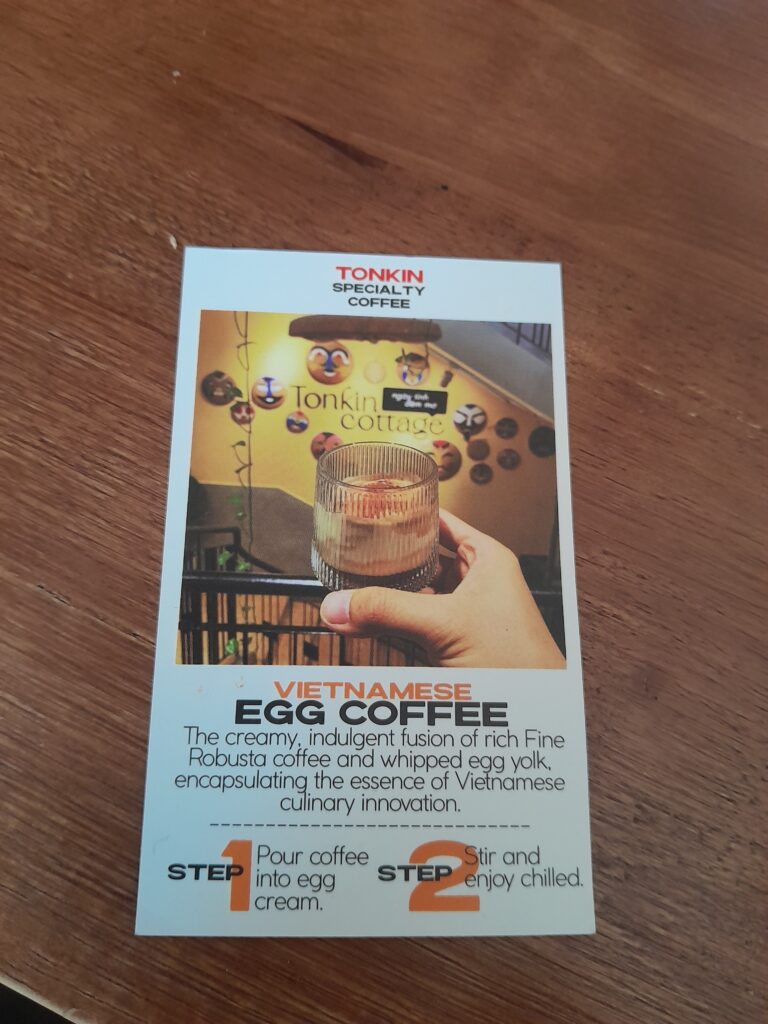 TONKIN
SPECIALTY
COFFEE
Tonkin
cottage
VIETNAMESE
EGG COFFEE
The creamy, indulgent fusion of rich Fine
Robusta coffee and whipped egg yolk,
encapsulating the essence of Vietnamese
culinary innovation.
STEP 1 Pour coffee
into egg
cream.
STEP 2 Stir and
enjoy chilled.